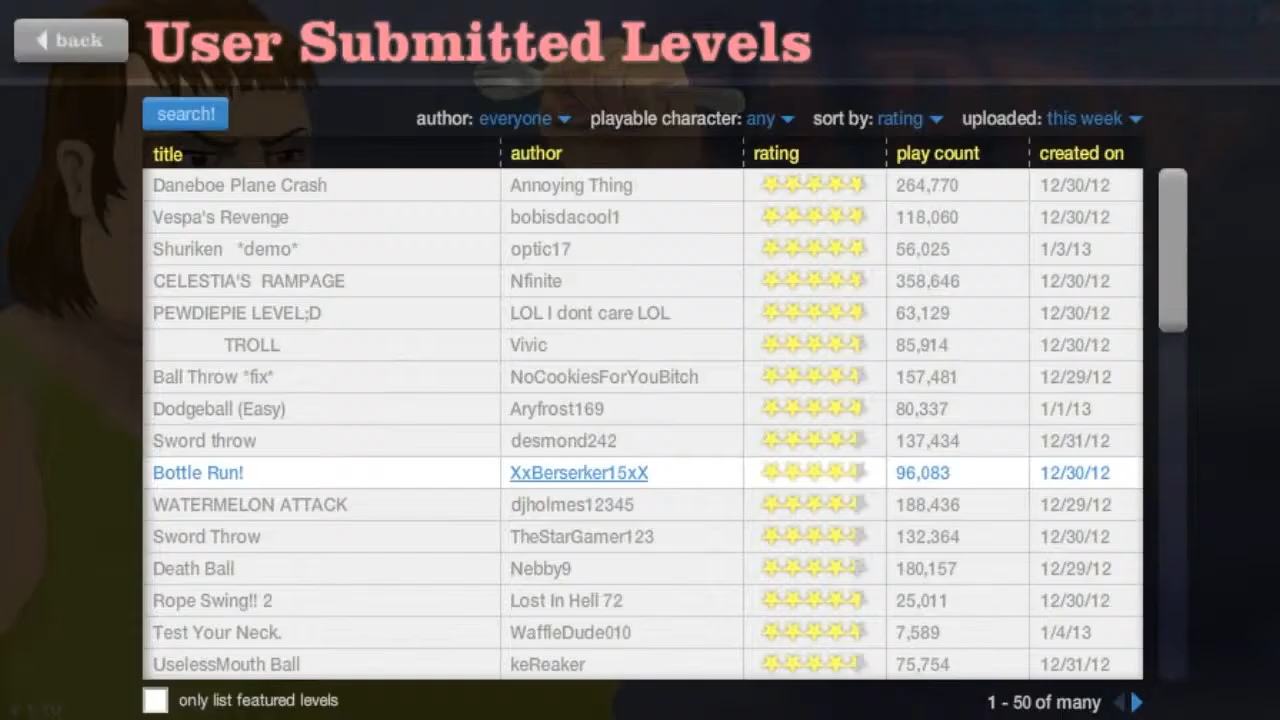 back
User Submitted Levels
search!
author: everyone playable character: any sort by: rating uploaded: this week
title author rating play count created on
Daneboe Plane Crash Annoying Thing 264,770 12/30/12
Vespa's Revenge bobisdacool1 118,060 12/30/12
Shuriken *demo* optic17 56,025 1/3/13
CELESTIA'S RAMPAGE Nfinite 358,646 12/30/12
PEWDIEPIE LEVEL;D LOL I dont care LOL 63,129 12/30/12
TROLL Vivic 85,914 12/30/12
Ball Throw *fix* NoCookiesForYouBitch 157,481 12/29/12
Dodgeball (Easy) Aryfrost169 80,337 1/1/13
Sword throw desmond242 137,434 12/31/12
Bottle Run! XxBerserker15xX 96,083 12/30/12
WATERMELON ATTACK djholmes12345 188,436 12/29/12
Sword Throw TheStarGamer123 132,364 12/30/12
Death Ball Nebby9 180,157 12/29/12
Rope Swing!! 2 Lost In Hell 72 25,011 12/30/12
Test Your Neck. WaffleDude010 7,589 1/4/13
UselessMouth Ball keReaker 75,754 12/31/12
only list featured levels 1 - 50 of many